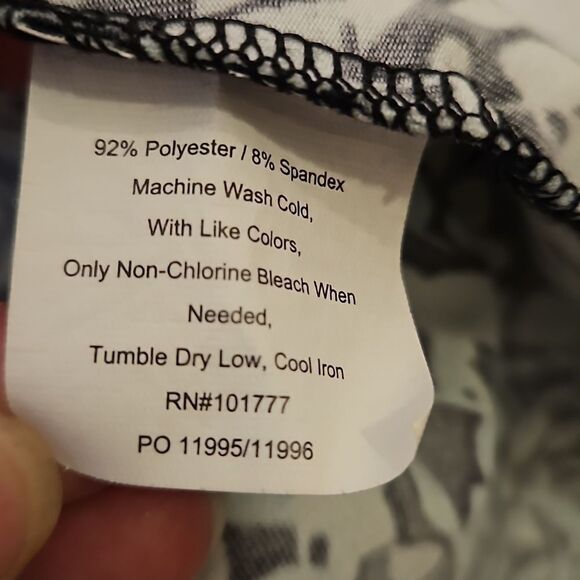 92% Polyester / 8% Spandex
Machine Wash Cold,
With Like Colors,
Only Non-Chlorine Bleach When
Needed,
Tumble Dry Low, Cool Iron
RN#101777
PO 11995/11996